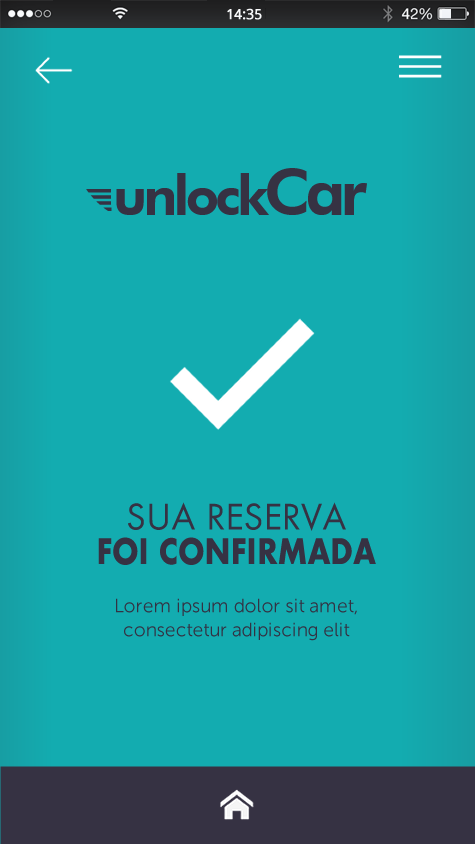 14:35
42%
unlockCar
SUA RESERVA
FOI CONFIRMADA
Lorem ipsum dolor sit amet,
consectetur adipiscing elit